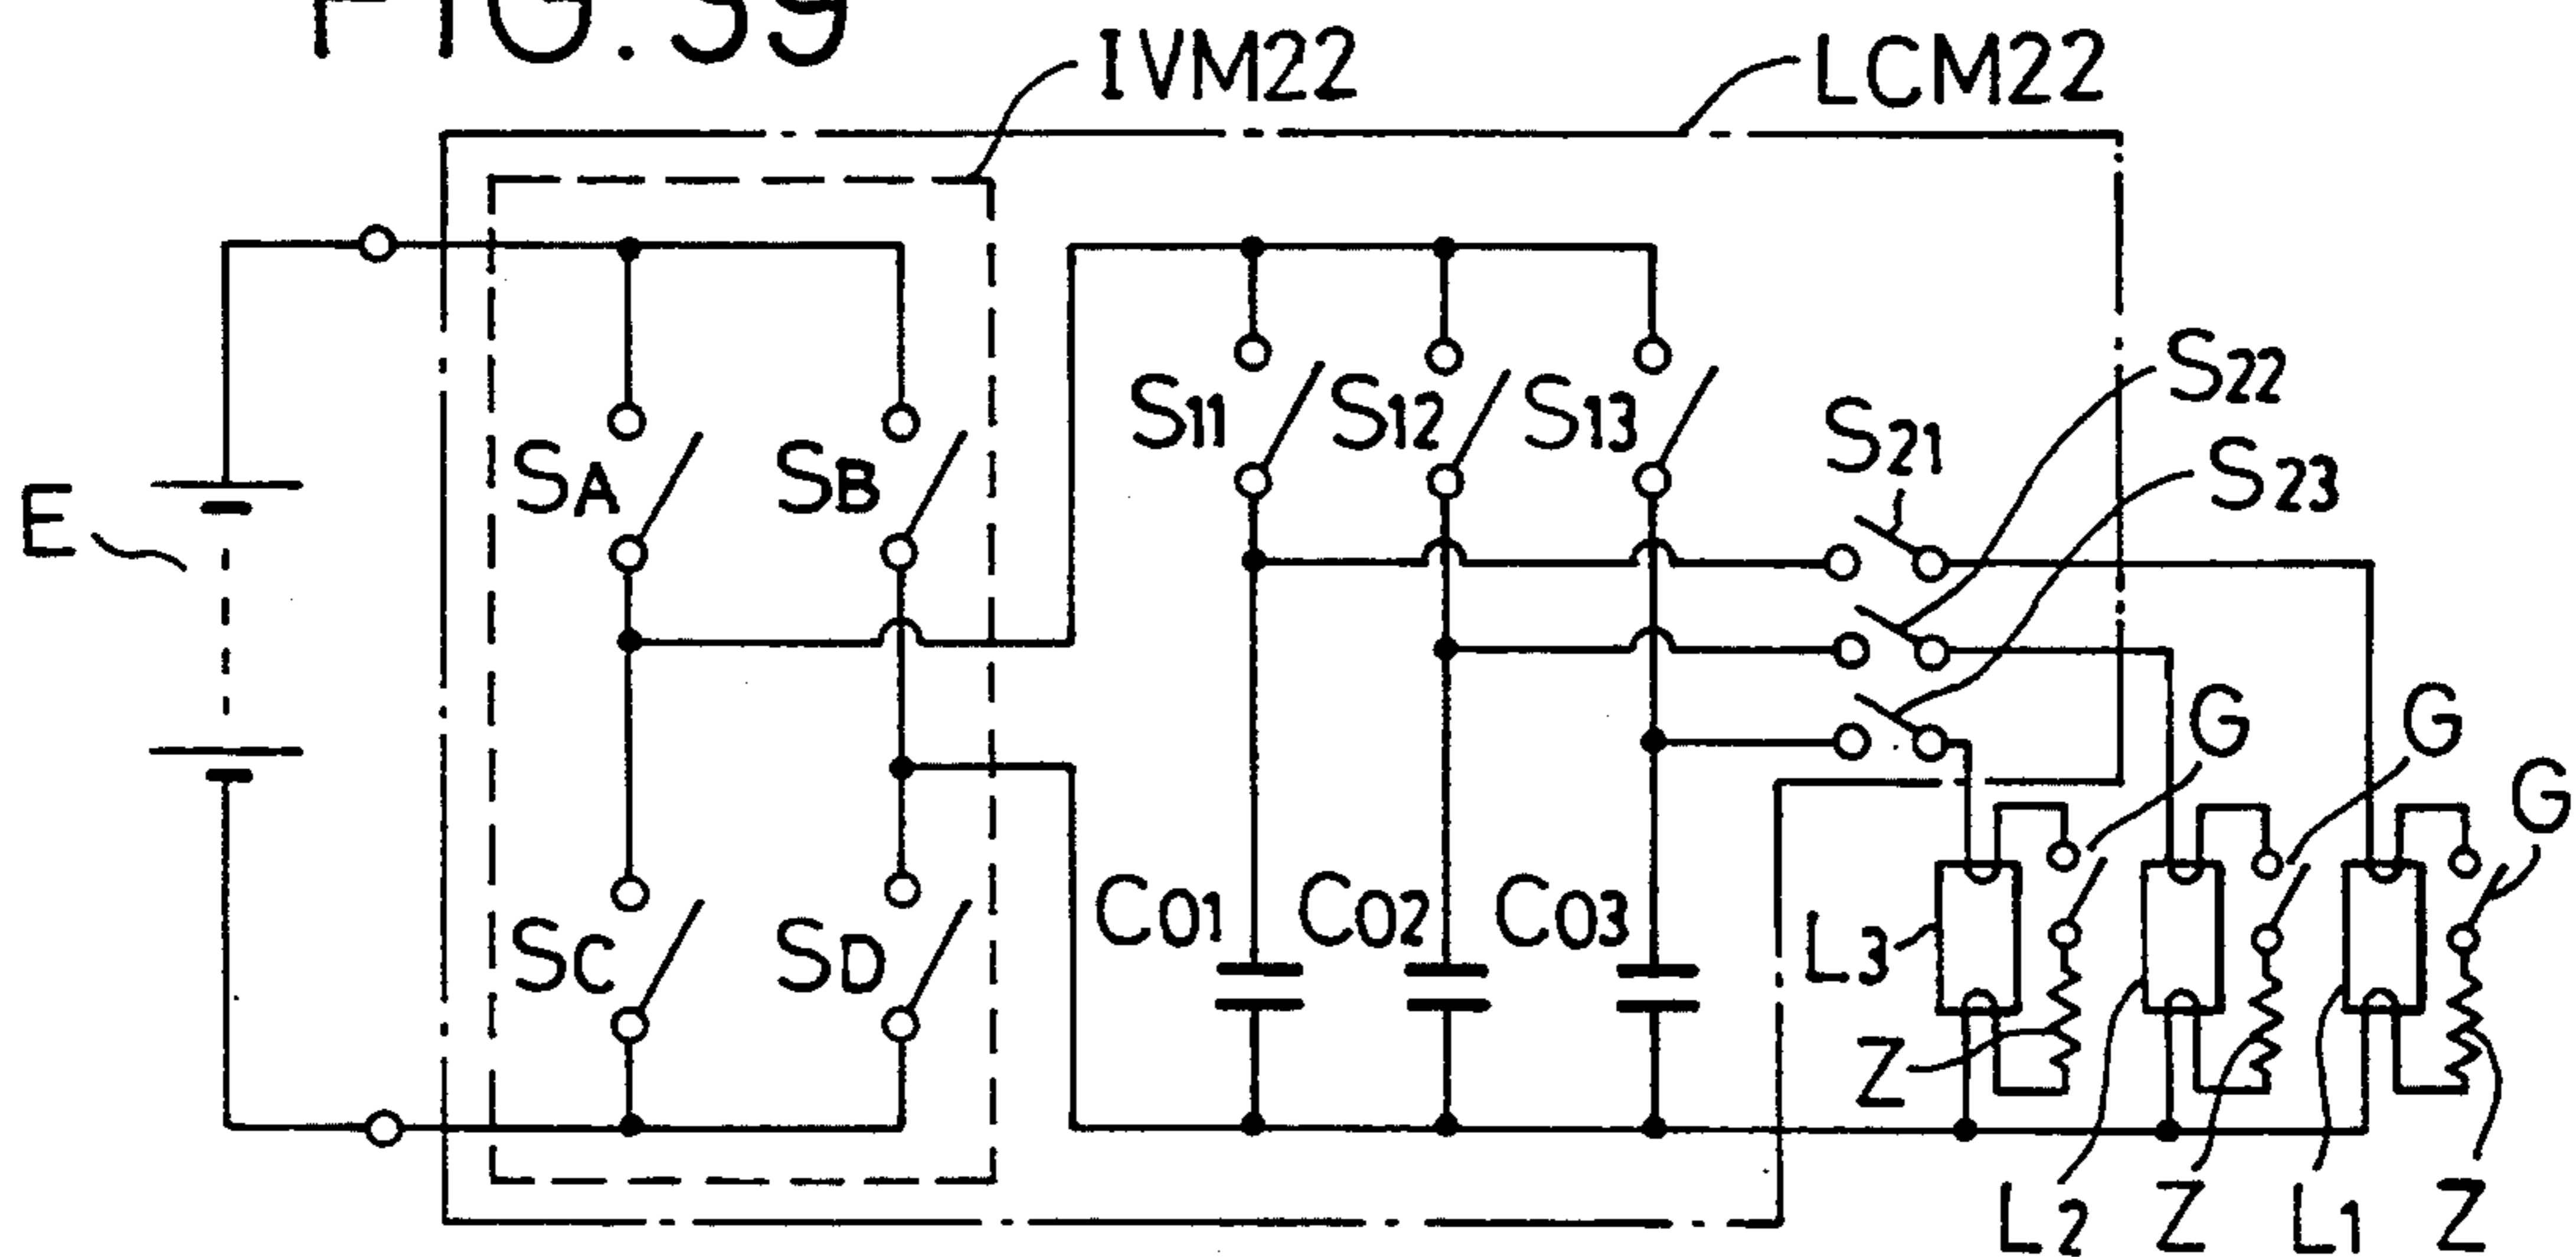 FIG. 39
IVM22
LCM22
E
SA
SB
SC
SD
S11
S12
S13
S21
S22
S23
C01
C02
C03
G
G
G
L3
Z
L2
Z
L1
Z